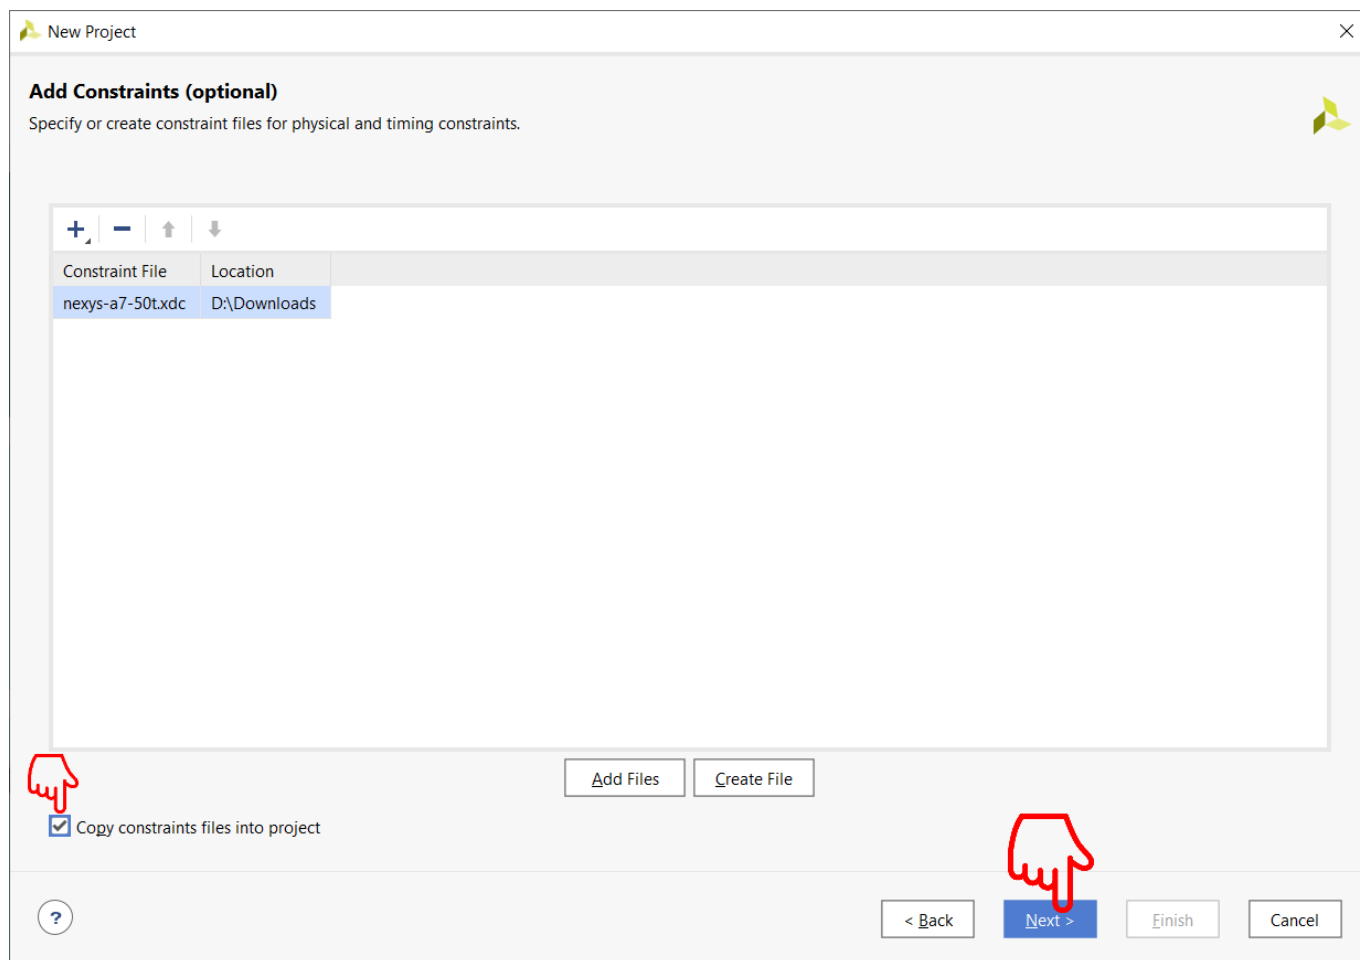 New Project
Add Constraints (optional)
Specify or create constraint files for physical and timing constraints.
Constraint File Location
nexys-a7-50t.xdc D:\Downloads
Add Files Create File
Copy constraints files into project
? < Back Next > Finish Cancel